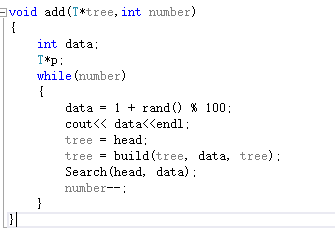 void add(T*tree,int number)
{
int data;
T*p;
while(number)
{
data = 1 + rand() % 100;
cout<< data<<endl;
tree = head;
tree = build(tree, data, tree);
Search(head, data);
number--;
}
}